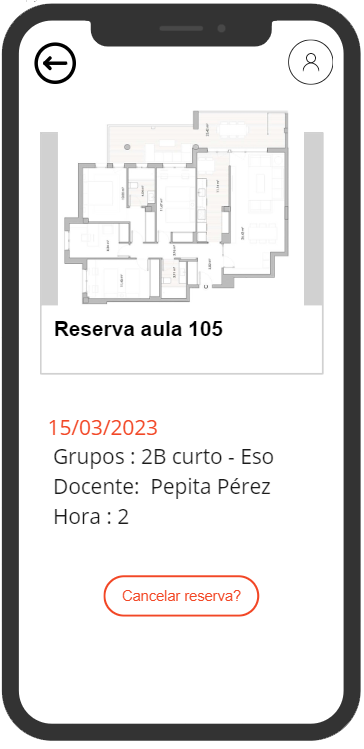 Reserva aula 105
15/03/2023
Grupos : 2B curto - Eso
Docente: Pepita Pérez
Hora : 2
Cancelar reserva?